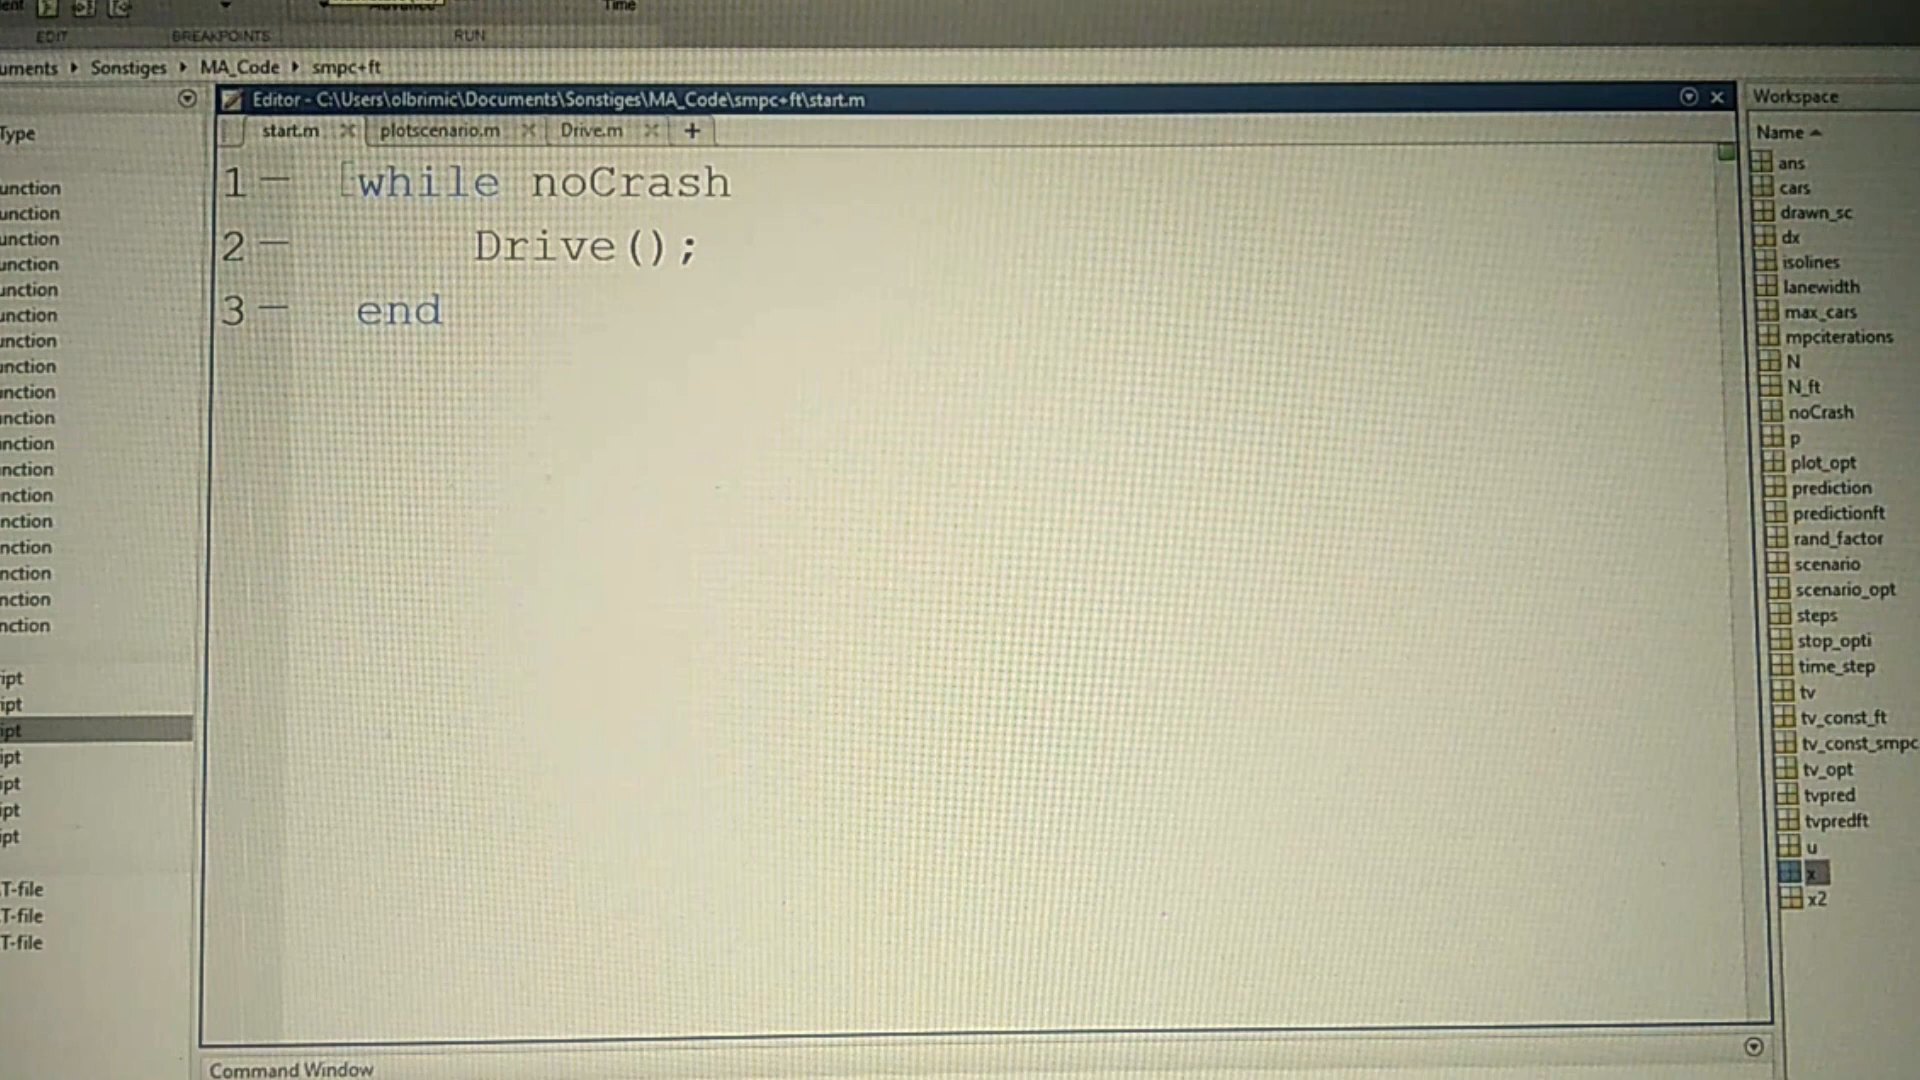 EDIT BREAKPOINTS RUN
Time
uments Sonstiges MA_Code smpc+ft
Editor - C:\Users\olbrimic\Documents\Sonstiges\MA_Code\smpc+ft\start.m
start.m plotscenario.m Drive.m
1 while noCrash
2 Drive();
3 end
Type
unction
unction
unction
unction
unction
unction
unction
unction
unction
unction
nction
nction
nction
nction
nction
nction
nction
nction
ript
ipt
ipt
ipt
ipt
ipt
ipt
T-file
T-file
T-file
Workspace
Name
ans
cars
drawn_sc
dx
isolines
lanewidth
max_cars
mpciterations
N
N_ft
noCrash
p
plot_opt
prediction
predictionft
rand_factor
scenario
scenario_opt
steps
stop_opti
time_step
tv
tv_const_ft
tv_const_smpc
tv_opt
tvpred
tvpredft
u
x
x2
Command Window